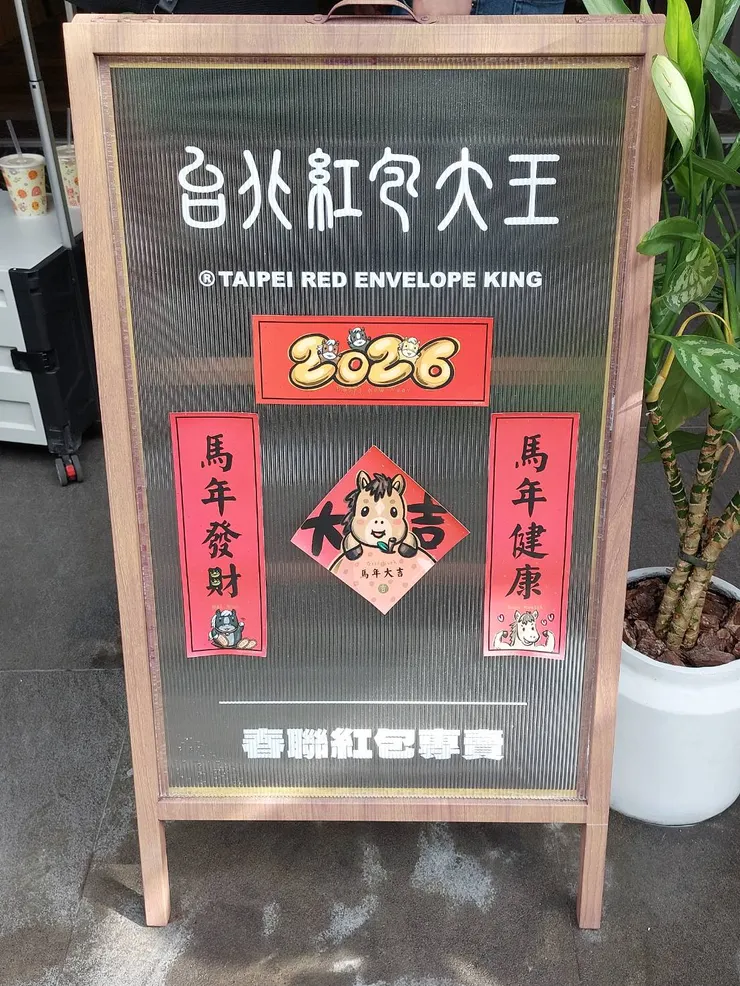 台北紅包大王
® TAIPEI RED ENVELOPE KING
2026
馬年發財
大吉
馬年大吉
馬年健康
春聯紅包專賣